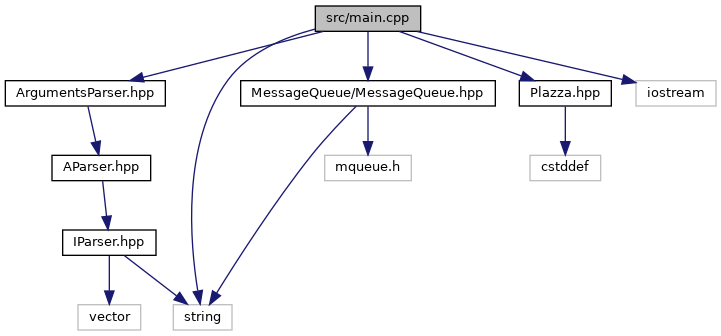 src/main.cpp
ArgumentsParser.hpp
MessageQueue/MessageQueue.hpp
Plazza.hpp
iostream
AParser.hpp
mqueue.h
cstddef
IParser.hpp
vector
string